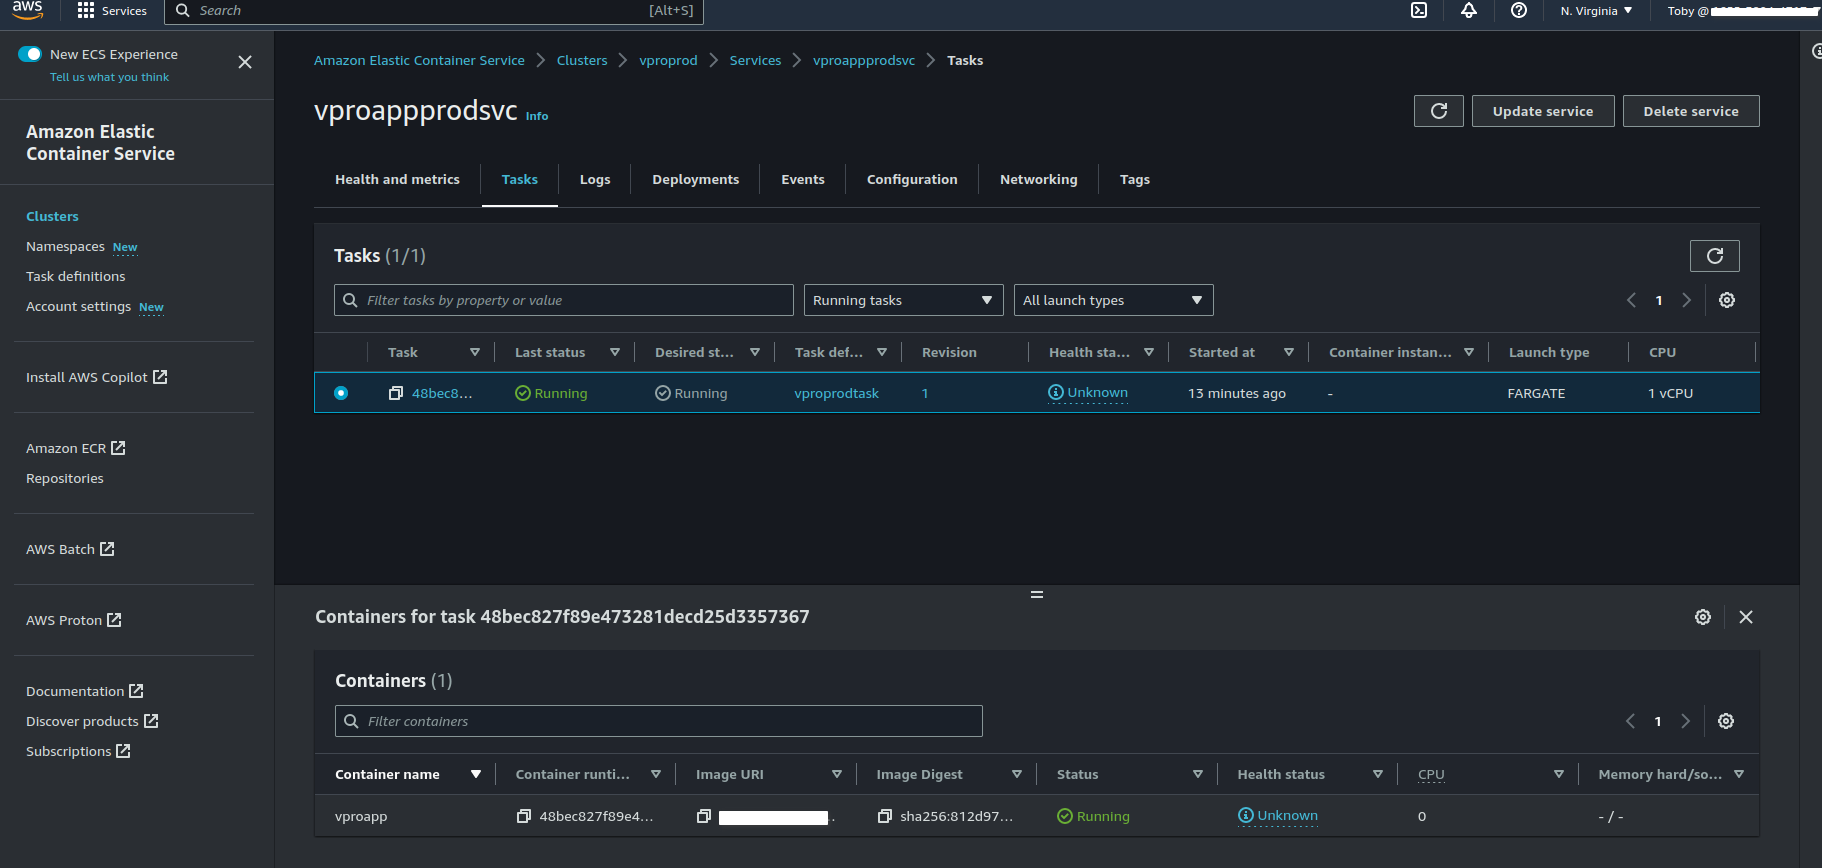 aws
Services
Search
[Alt+S]
N. Virginia
Toby @
New ECS Experience
Tell us what you think
Amazon Elastic
Container Service
Clusters
Namespaces New
Task definitions
Account settings New
Install AWS Copilot
Amazon ECR
Repositories
AWS Batch
AWS Proton
Documentation
Discover products
Subscriptions
Amazon Elastic Container Service Clusters vproprod Services vproappprodsvc Tasks
vproappprodsvc Info
Update service
Delete service
Health and metrics Tasks Logs Deployments Events Configuration Networking Tags
Tasks (1/1)
Filter tasks by property or value
Running tasks
All launch types
1
Task Last status Desired st... Task def... Revision Health sta... Started at Container instan... Launch type CPU
48bec8... Running Running vproprodtask 1 Unknown 13 minutes ago - FARGATE 1 vCPU
Containers for task 48bec827f89e473281decd25d3357367
Containers (1)
Filter containers
1
Container name Container runti... Image URI Image Digest Status Health status CPU Memory hard/so...
vproapp 48bec827f89e4... .. sha256:812d97... Running Unknown 0 - / -